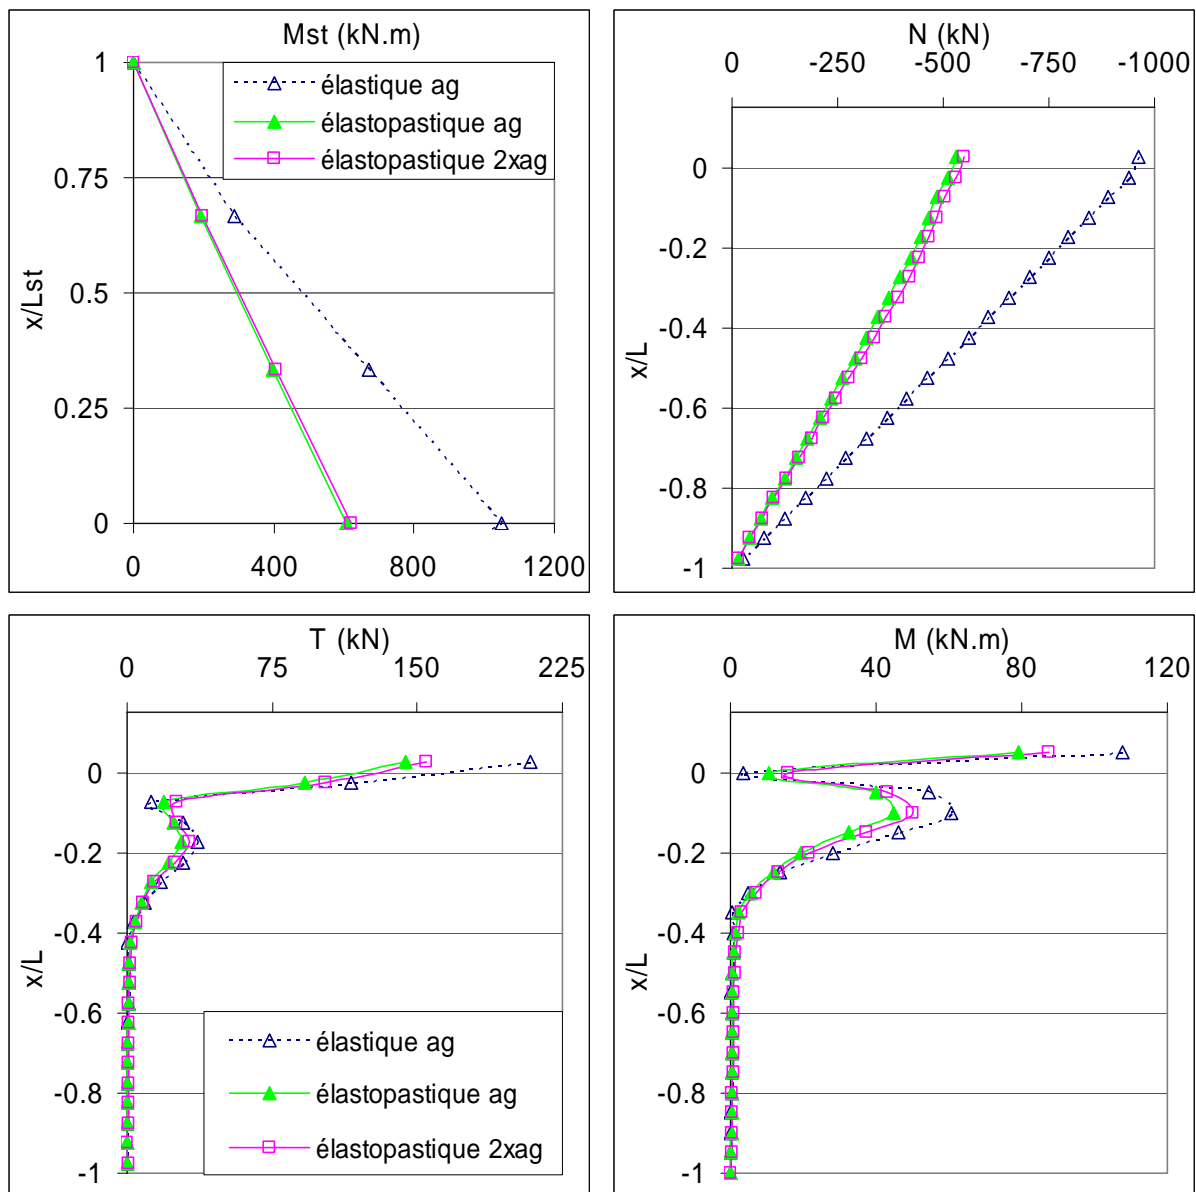 Mst (kN.m)
1
0.75
0.5
0.25
0
x/Lst
0 400 800 1200
élastique ag
élastopastique ag
élastopastique 2xag
N (kN)
0 -250 -500 -750 -1000
0
-0.2
-0.4
-0.6
-0.8
-1
x/L
T (kN)
0 75 150 225
0
-0.2
-0.4
-0.6
-0.8
-1
x/L
élastique ag
élastopastique ag
élastopastique 2xag
M (kN.m)
0 40 80 120
0
-0.2
-0.4
-0.6
-0.8
-1
x/L